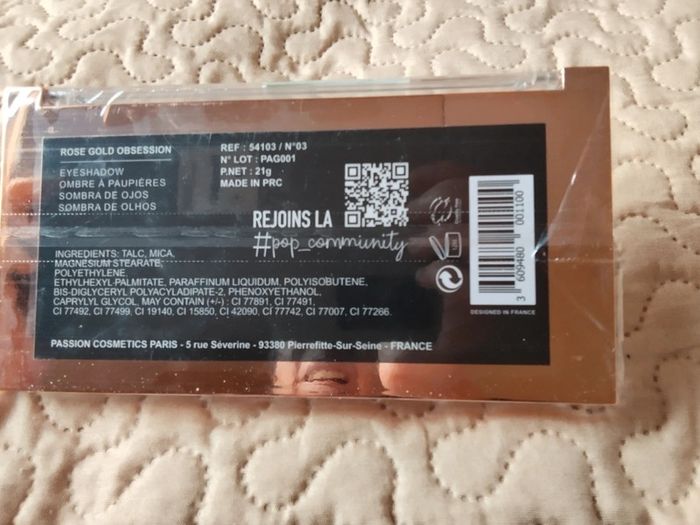 ROSE GOLD OBSESSION
EYESHADOW
OMBRE À PAUPIÈRES
SOMBRA DE OJOS
SOMBRA DE OLHOS
REF : 54103 / N°03
N° LOT : PAG001
P.NET : 21g
MADE IN PRC
REJOINS LA
#pop_community
INGREDIENTS: TALC, MICA,
MAGNESIUM STEARATE,
POLYETHYLENE,
ETHYLHEXYL-PALMITATE, PARAFFINUM LIQUIDUM, POLYISOBUTENE,
BIS-DIGLYCERYL POLYACYLADIPATE-2, PHENOXYETHANOL,
CAPRYLYL GLYCOL, MAY CONTAIN (+/-) : CI 77891, CI 77491,
CI 77492, CI 77499, CI 19140, CI 15850, CI 42090, CI 77742, CI 77007, CI 77266.
PASSION COSMETICS PARIS - 5 rue Séverine - 93380 Pierrefitte-Sur-Seine - FRANCE
3 609480 001100
DESIGNED IN FRANCE